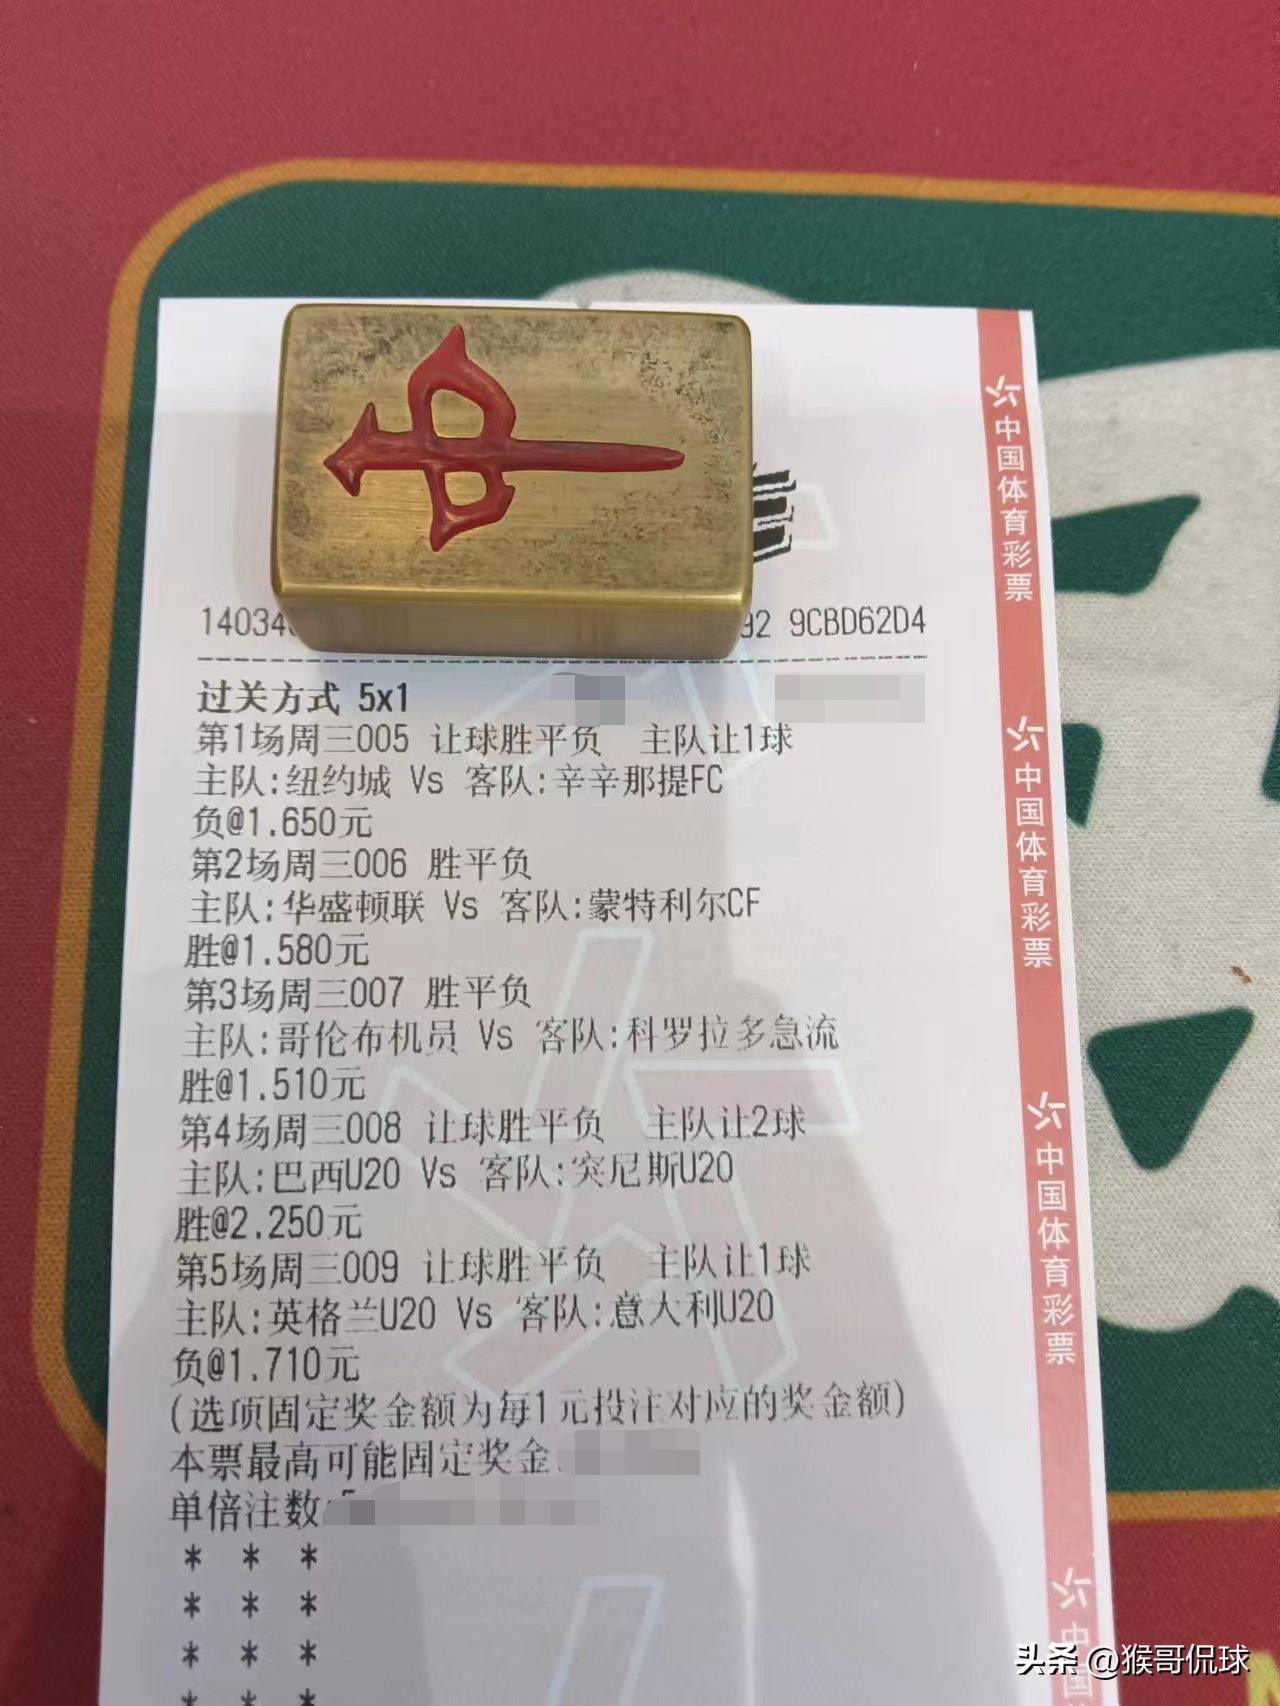 中
14034
92 9CBD62D4
过关方式 5x1
第1场周三005 让球胜平负 主队让1球
主队:纽约城 Vs 客队:辛辛那提FC
负@1.650元
第2场周三006 胜平负
主队:华盛顿联 Vs 客队:蒙特利尔CF
胜@1.580元
第3场周三007 胜平负
主队:哥伦布机员 Vs 客队:科罗拉多急流
胜@1.510元
第4场周三008 让球胜平负 主队让2球
主队:巴西U20 Vs 客队:突尼斯U20
胜@2.250元
第5场周三009 让球胜平负 主队让1球
主队:英格兰U20 Vs 客队:意大利U20
负@1.710元
(选项固定奖金额为每1元投注对应的奖金额)
本票最高可能固定奖金
单倍注数:
* * *
* * *
* * *
* * *
中国体育彩票
中国体育彩票
中国体育彩票
中国
头条 @猴哥侃球